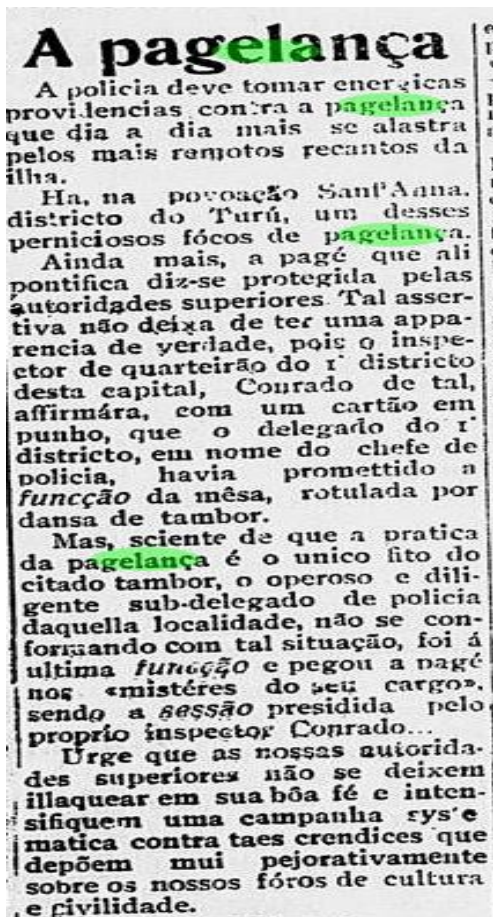 A pagelança
A policia deve tomar energicas
providencias contra a pagelança
que dia a dia mais se alastra
pelos mais remotos recantos da
ilha.
Ha, na povoação Sant'Anna,
districto do Turú, um desses
perniciosos fócos de pagelança.
Ainda mais, a pagé que ali
pontifica diz-se protegida pelas
autoridades superiores. Tal asser-
tiva não deixa de ter uma appa-
rencia de verdade, pois o inspe-
ctor de quarteirão do 1º districto
desta capital, Conrado de tal,
affirmára, com um cartão em
punho, que o delegado do 1º
districto, em nome do chefe de
policia, havia promettido a
funcção da mêsa, rotulada por
dansa de tambor.
Mas, sciente de que a pratica
da pagelança é o unico fito do
citado tambor, o operoso e dili-
gente sub-delegado de policia
daquella localidade, não se con-
formando com tal situação, foi á
ultima funcção e pegou a pagé
nos «mistéres do seu cargo»,
sendo a sessão presidida pelo
proprio inspector Conrado...
Urge que as nossas autorida-
des superiores não se deixem
illaquear em sua bôa fé e inten-
sifiquem uma campanha sys'e
matica contra taes crendices que
depõem mui pejorativamente
sobre os nossos fóros de cultura
e civilidade.